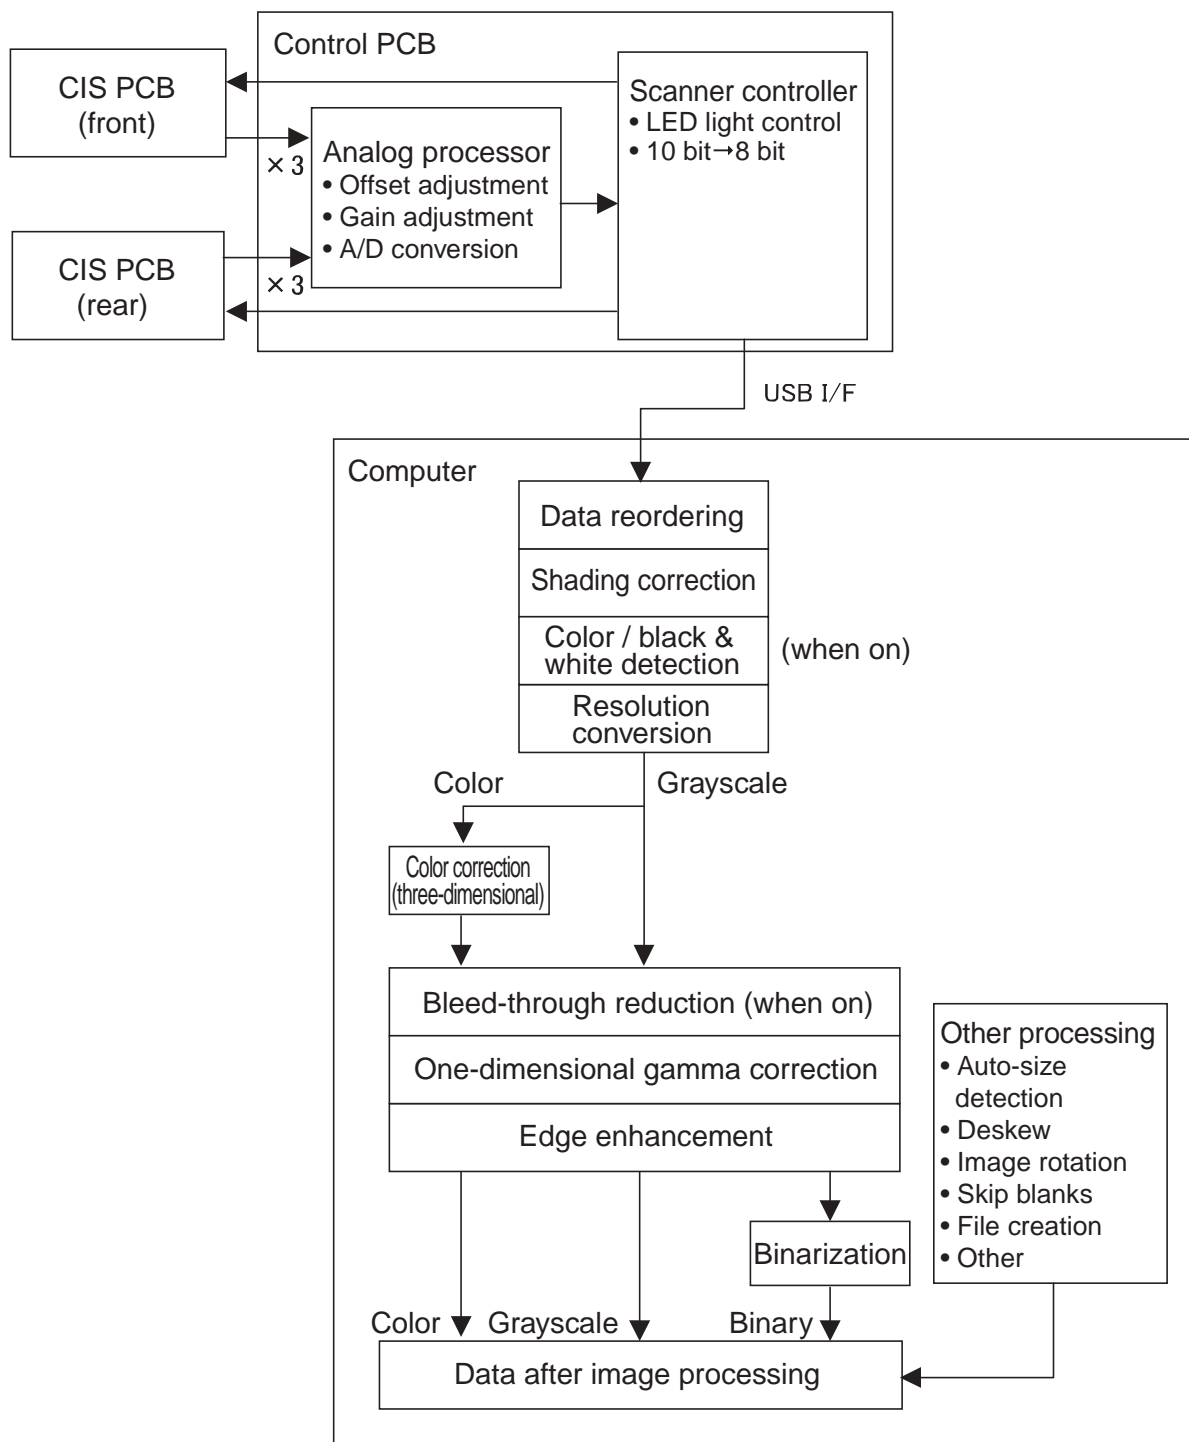 Control PCB
CIS PCB
(front)
Scanner controller
• LED light control
• 10 bit→8 bit
× 3
Analog processor
• Offset adjustment
• Gain adjustment
• A/D conversion
CIS PCB
(rear)
× 3
USB I/F
Computer
Data reordering
Shading correction
Color / black &
white detection
(when on)
Resolution
conversion
Color
Grayscale
Color correction
(three-dimensional)
Bleed-through reduction (when on)
One-dimensional gamma correction
Edge enhancement
Other processing
• Auto-size
detection
• Deskew
• Image rotation
• Skip blanks
• File creation
• Other
Binarization
Color
Grayscale
Binary
Data after image processing